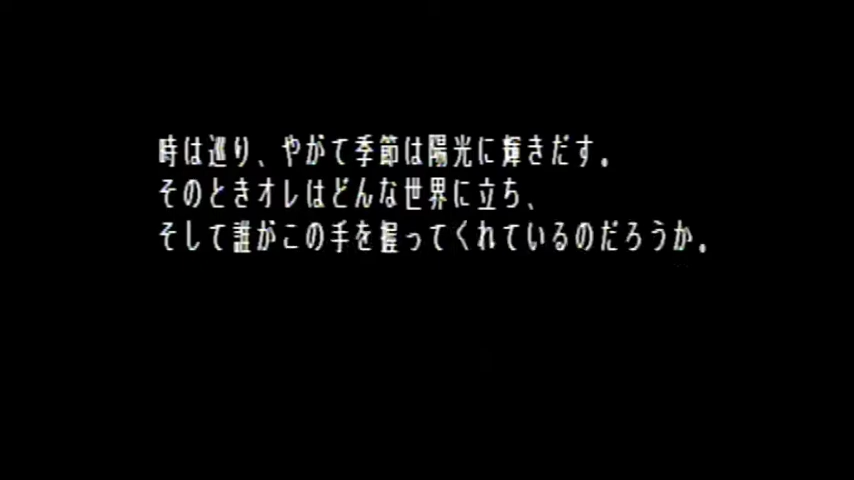 時は巡り、やがて季節は陽光に輝きだす。
そのときオレはどんな世界に立ち、
そして誰がこの手を握ってくれているのだろうか。